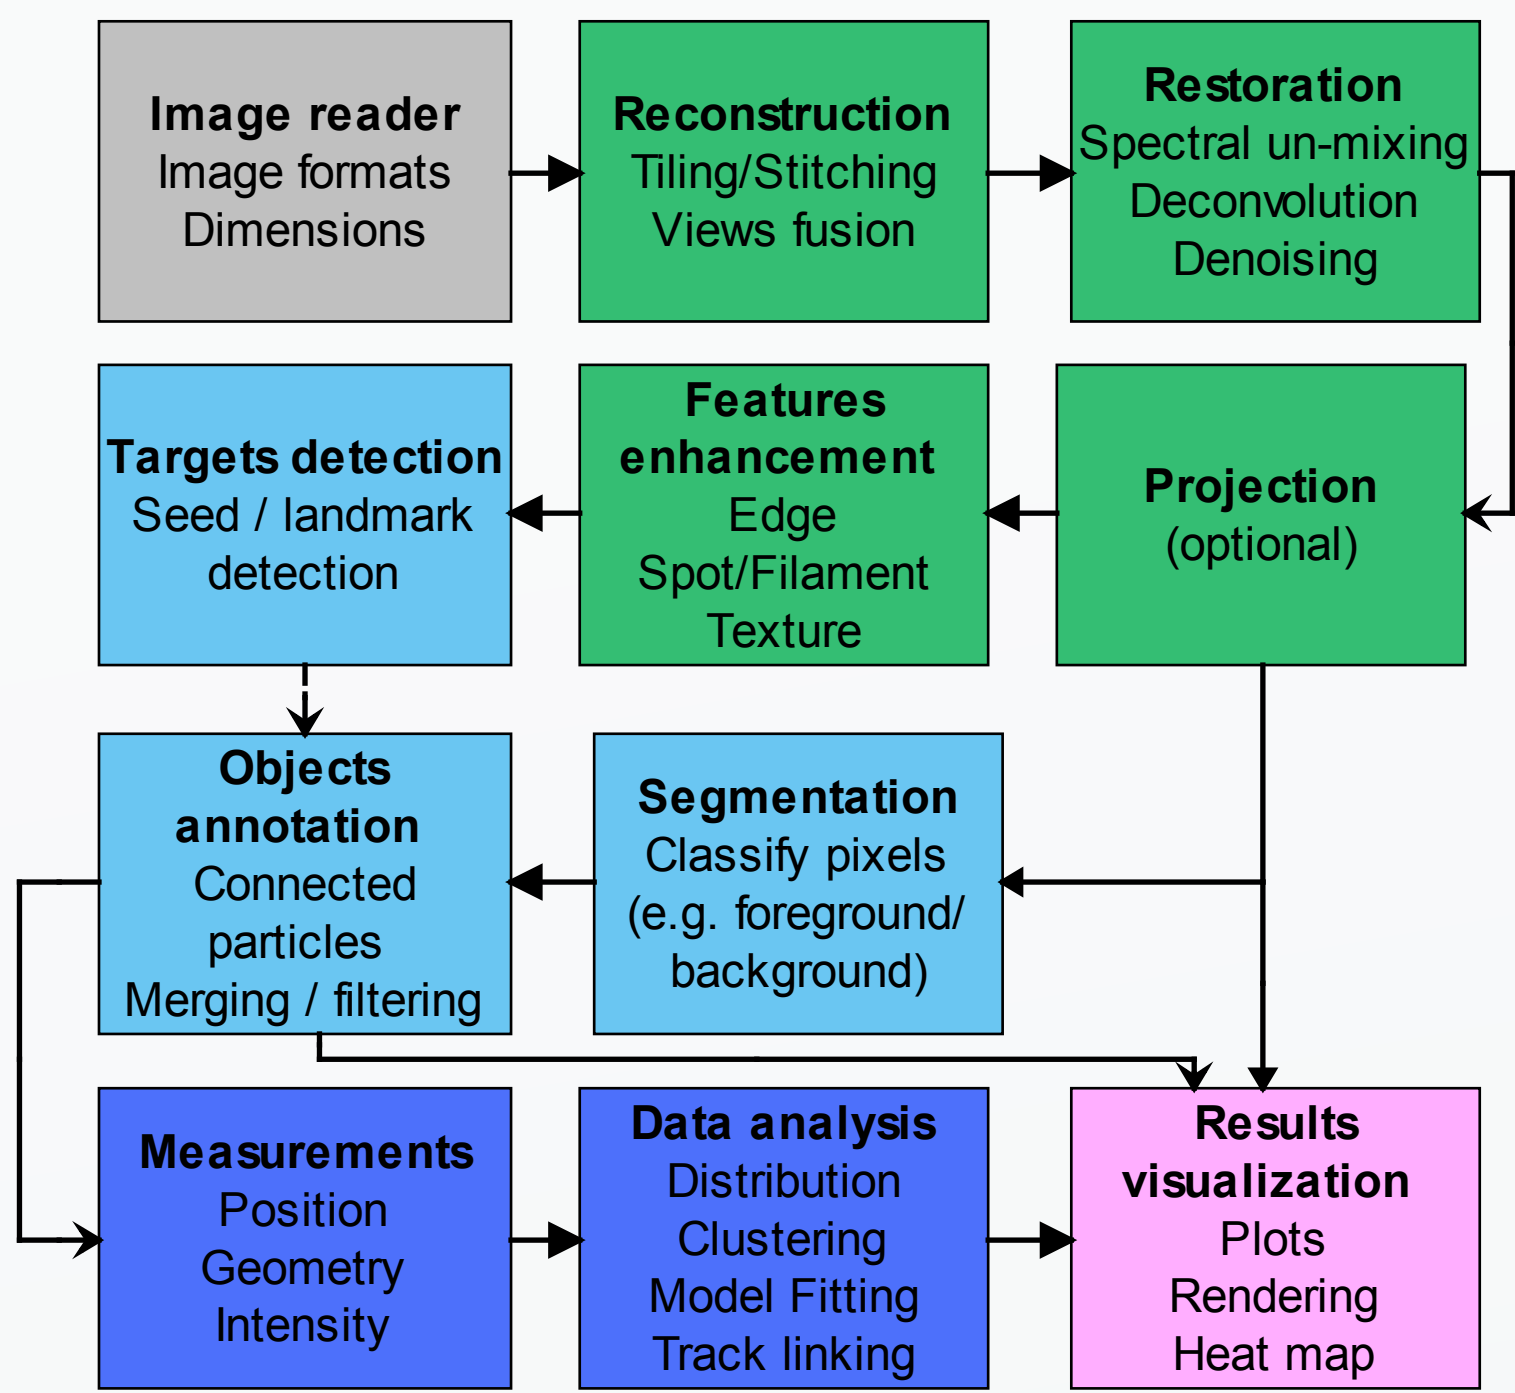 Image reader
Image formats
Dimensions
Reconstruction
Tiling/Stitching
Views fusion
Restoration
Spectral un-mixing
Deconvolution
Denoising
Targets detection
Seed / landmark
detection
Features
enhancement
Edge
Spot/Filament
Texture
Projection
(optional)
Objects
annotation
Connected
particles
Merging / filtering
Segmentation
Classify pixels
(e.g. foreground/
background)
Measurements
Position
Geometry
Intensity
Data analysis
Distribution
Clustering
Model Fitting
Track linking
Results
visualization
Plots
Rendering
Heat map